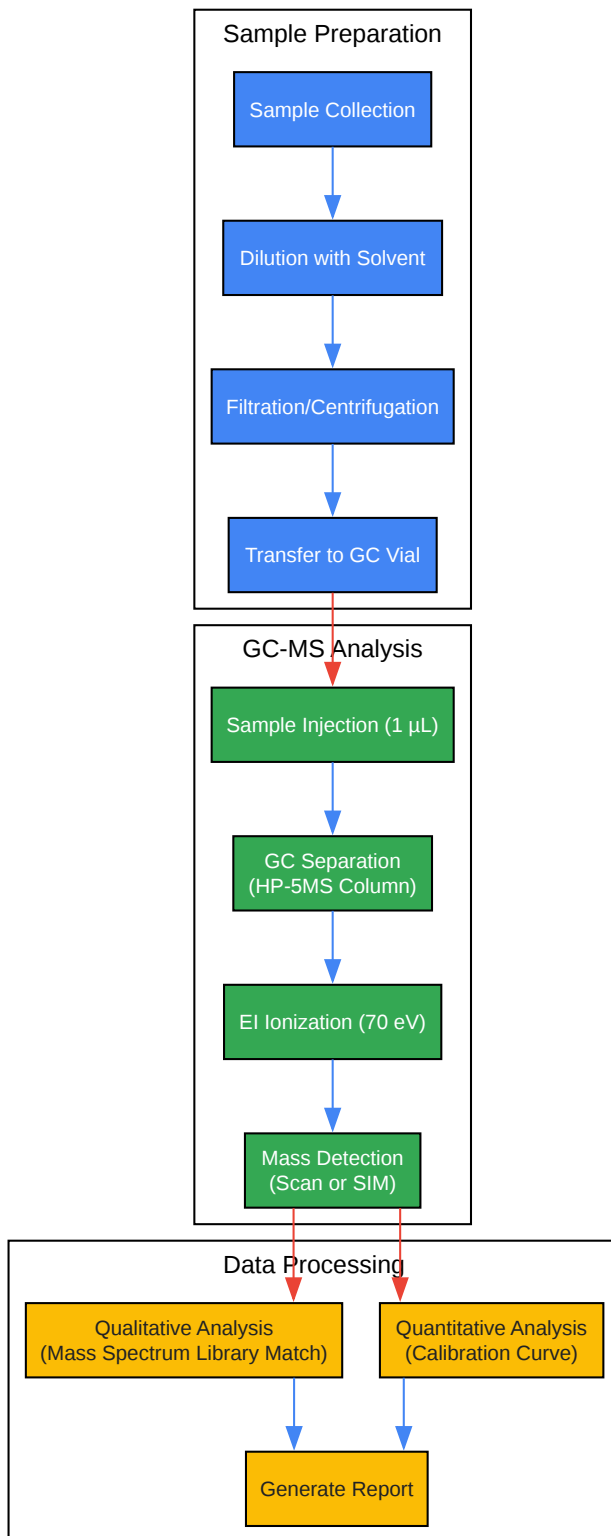 Sample Preparation
Sample Collection
Dilution with Solvent
Filtration/Centrifugation
Transfer to GC Vial
GC-MS Analysis
Sample Injection (1 µL)
GC Separation
(HP-5MS Column)
EI Ionization (70 eV)
Mass Detection
(Scan or SIM)
Data Processing
Qualitative Analysis
(Mass Spectrum Library Match)
Quantitative Analysis
(Calibration Curve)
Generate Report